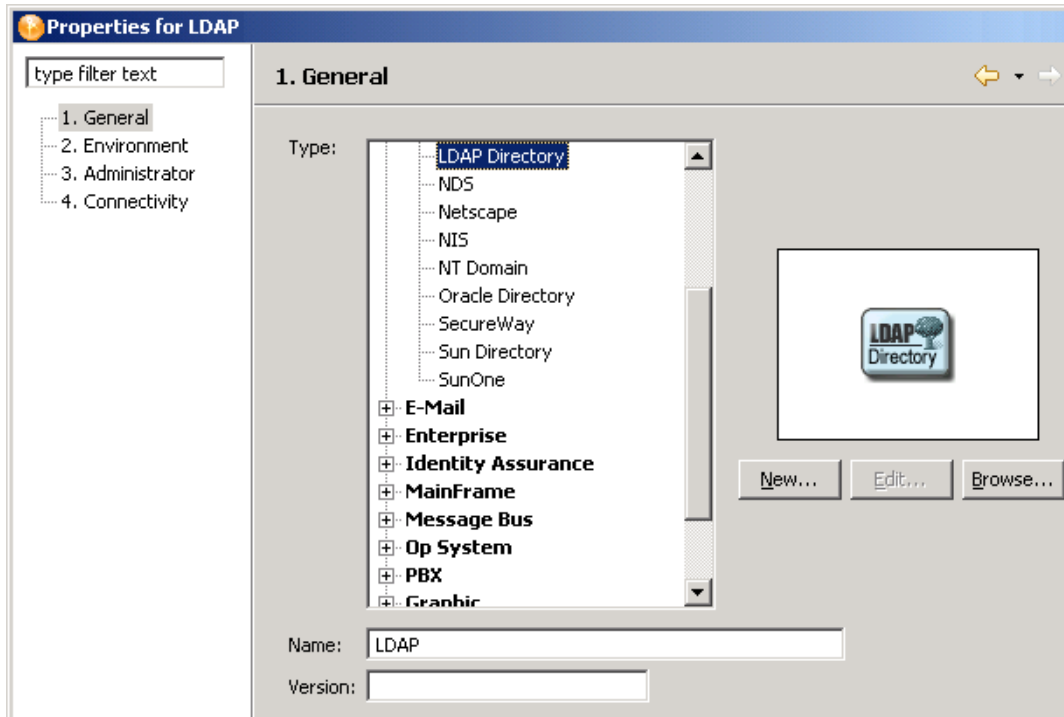 Properties for LDAP
type filter text
1. General
2. Environment
3. Administrator
4. Connectivity
1. General
Type:
LDAP Directory
NDS
Netscape
NIS
NT Domain
Oracle Directory
SecureWay
Sun Directory
SunOne
E-Mail
Enterprise
Identity Assurance
MainFrame
Message Bus
Op System
PBX
Graphic
LDAP
Directory
New...
Edit...
Browse...
Name:
LDAP
Version: